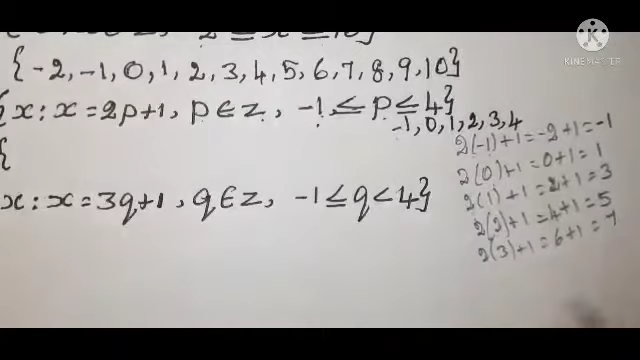 2 ≤ x ≤ 10}
KINEMASTER
{-2, -1, 0, 1, 2, 3, 4, 5, 6, 7, 8, 9, 10}
{x : x = 2p+1, p ∈ z, -1 ≤ p ≤ 4}
-1, 0, 1, 2, 3, 4
{
2(-1)+1 = -2+1 = -1
2(0)+1 = 0+1 = 1
2(1)+1 = 2+1 = 3
2(2)+1 = 4+1 = 5
2(3)+1 = 6+1 = 7
x : x = 3q+1, q ∈ z, -1 ≤ q < 4}